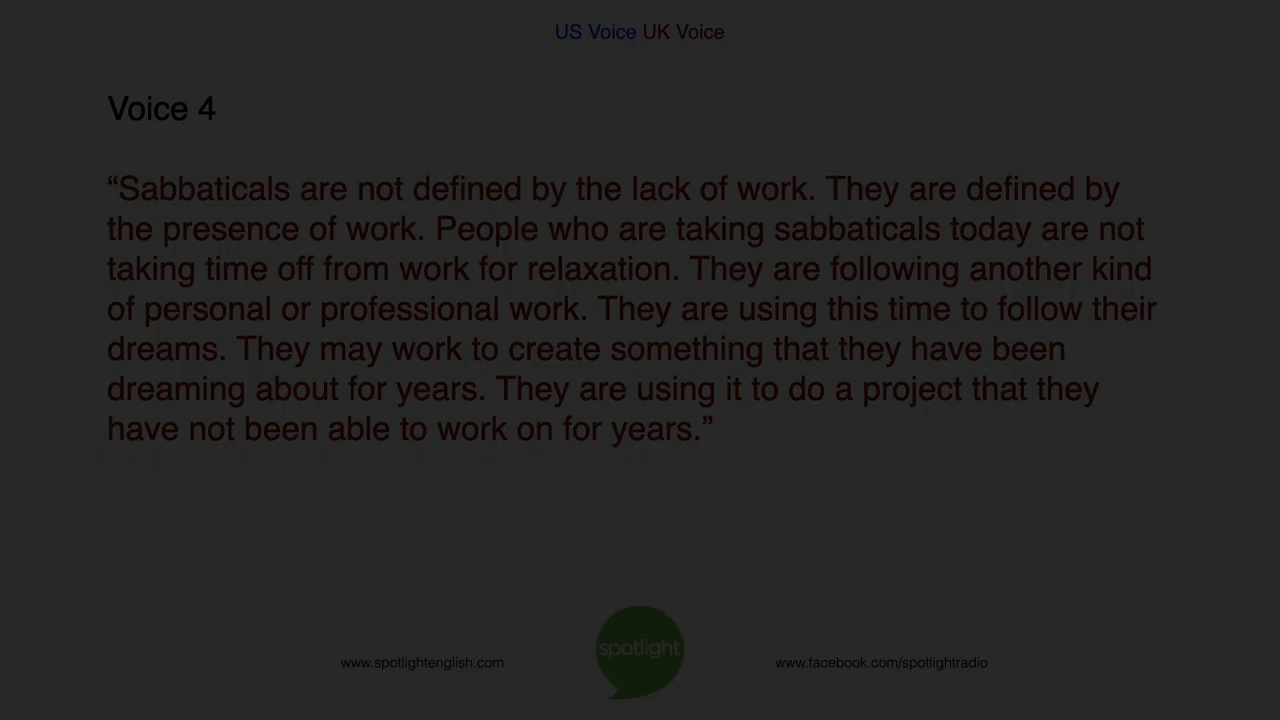 US Voice UK Voice
Voice 4
“Sabbaticals are not defined by the lack of work. They are defined by
the presence of work. People who are taking sabbaticals today are not
taking time off from work for relaxation. They are following another kind
of personal or professional work. They are using this time to follow their
dreams. They may work to create something that they have been
dreaming about for years. They are using it to do a project that they
have not been able to work on for years.”
spotlight
www.spotlightenglish.com
www.facebook.com/spotlightradio